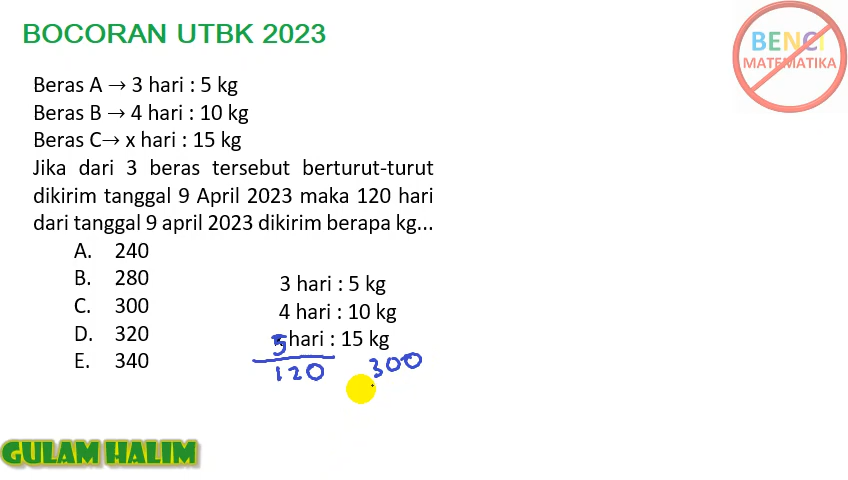 BOCORAN UTBK 2023
BENCI
MATEMATIKA
Beras A → 3 hari : 5 kg
Beras B → 4 hari : 10 kg
Beras C→ x hari : 15 kg
Jika dari 3 beras tersebut berturut-turut
dikirim tanggal 9 April 2023 maka 120 hari
dari tanggal 9 april 2023 dikirim berapa kg...
A. 240
B. 280
C. 300
D. 320
E. 340
3 hari : 5 kg
4 hari : 10 kg
5 hari : 15 kg
120 300
GULAM HALIM